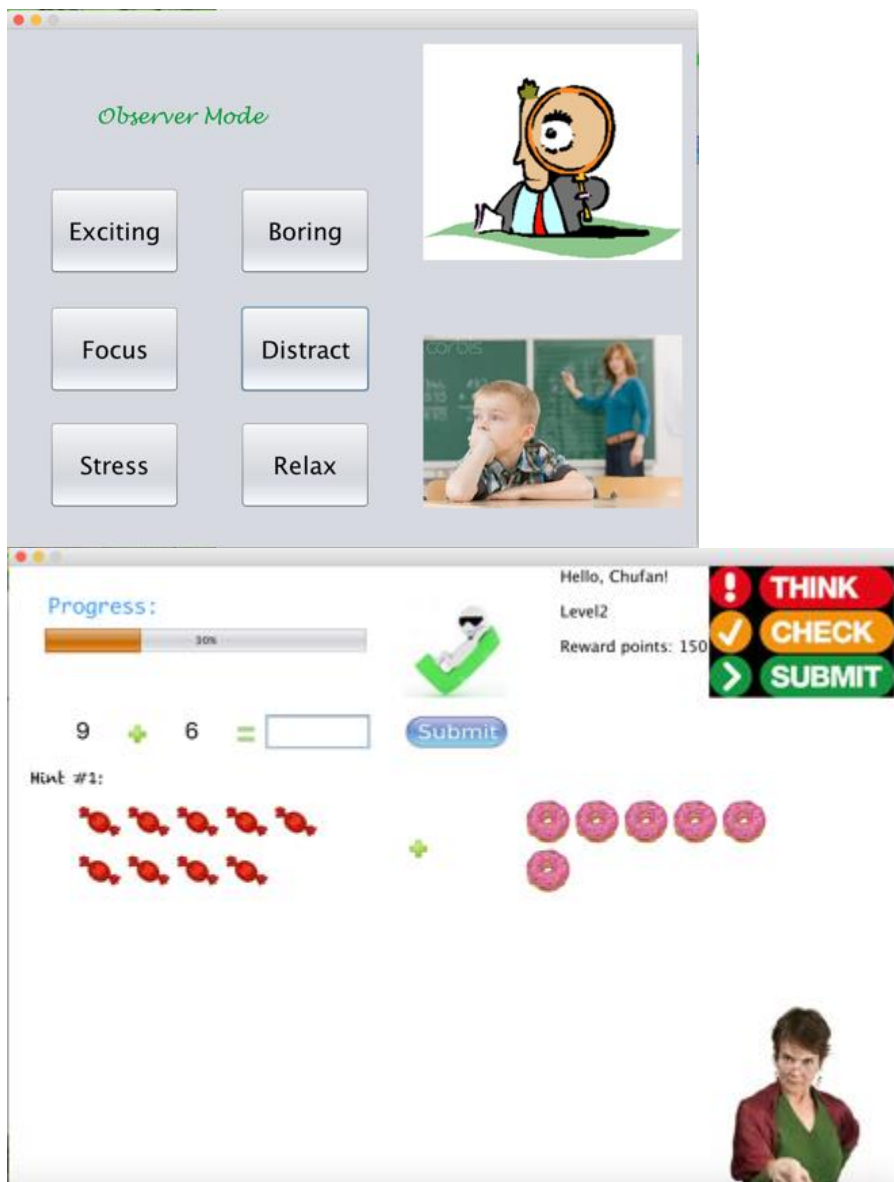 Observer Mode
Exciting
Boring
Focus
Distract
Stress
Relax
corbis
Progress:
30%
Hello, Chufan!
Level2
Reward points: 150
! THINK
✓ CHECK
> SUBMIT
9 + 6 =
Submit
Hint #1:
+